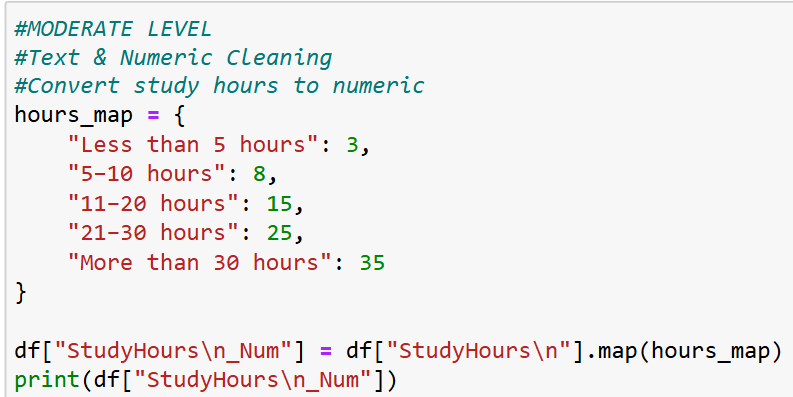 #MODERATE LEVEL
#Text & Numeric Cleaning
#Convert study hours to numeric
hours_map = {
    "Less than 5 hours": 3,
    "5–10 hours": 8,
    "11–20 hours": 15,
    "21–30 hours": 25,
    "More than 30 hours": 35
}
df["StudyHours\n_Num"] = df["StudyHours\n"].map(hours_map)
print(df["StudyHours\n_Num"])